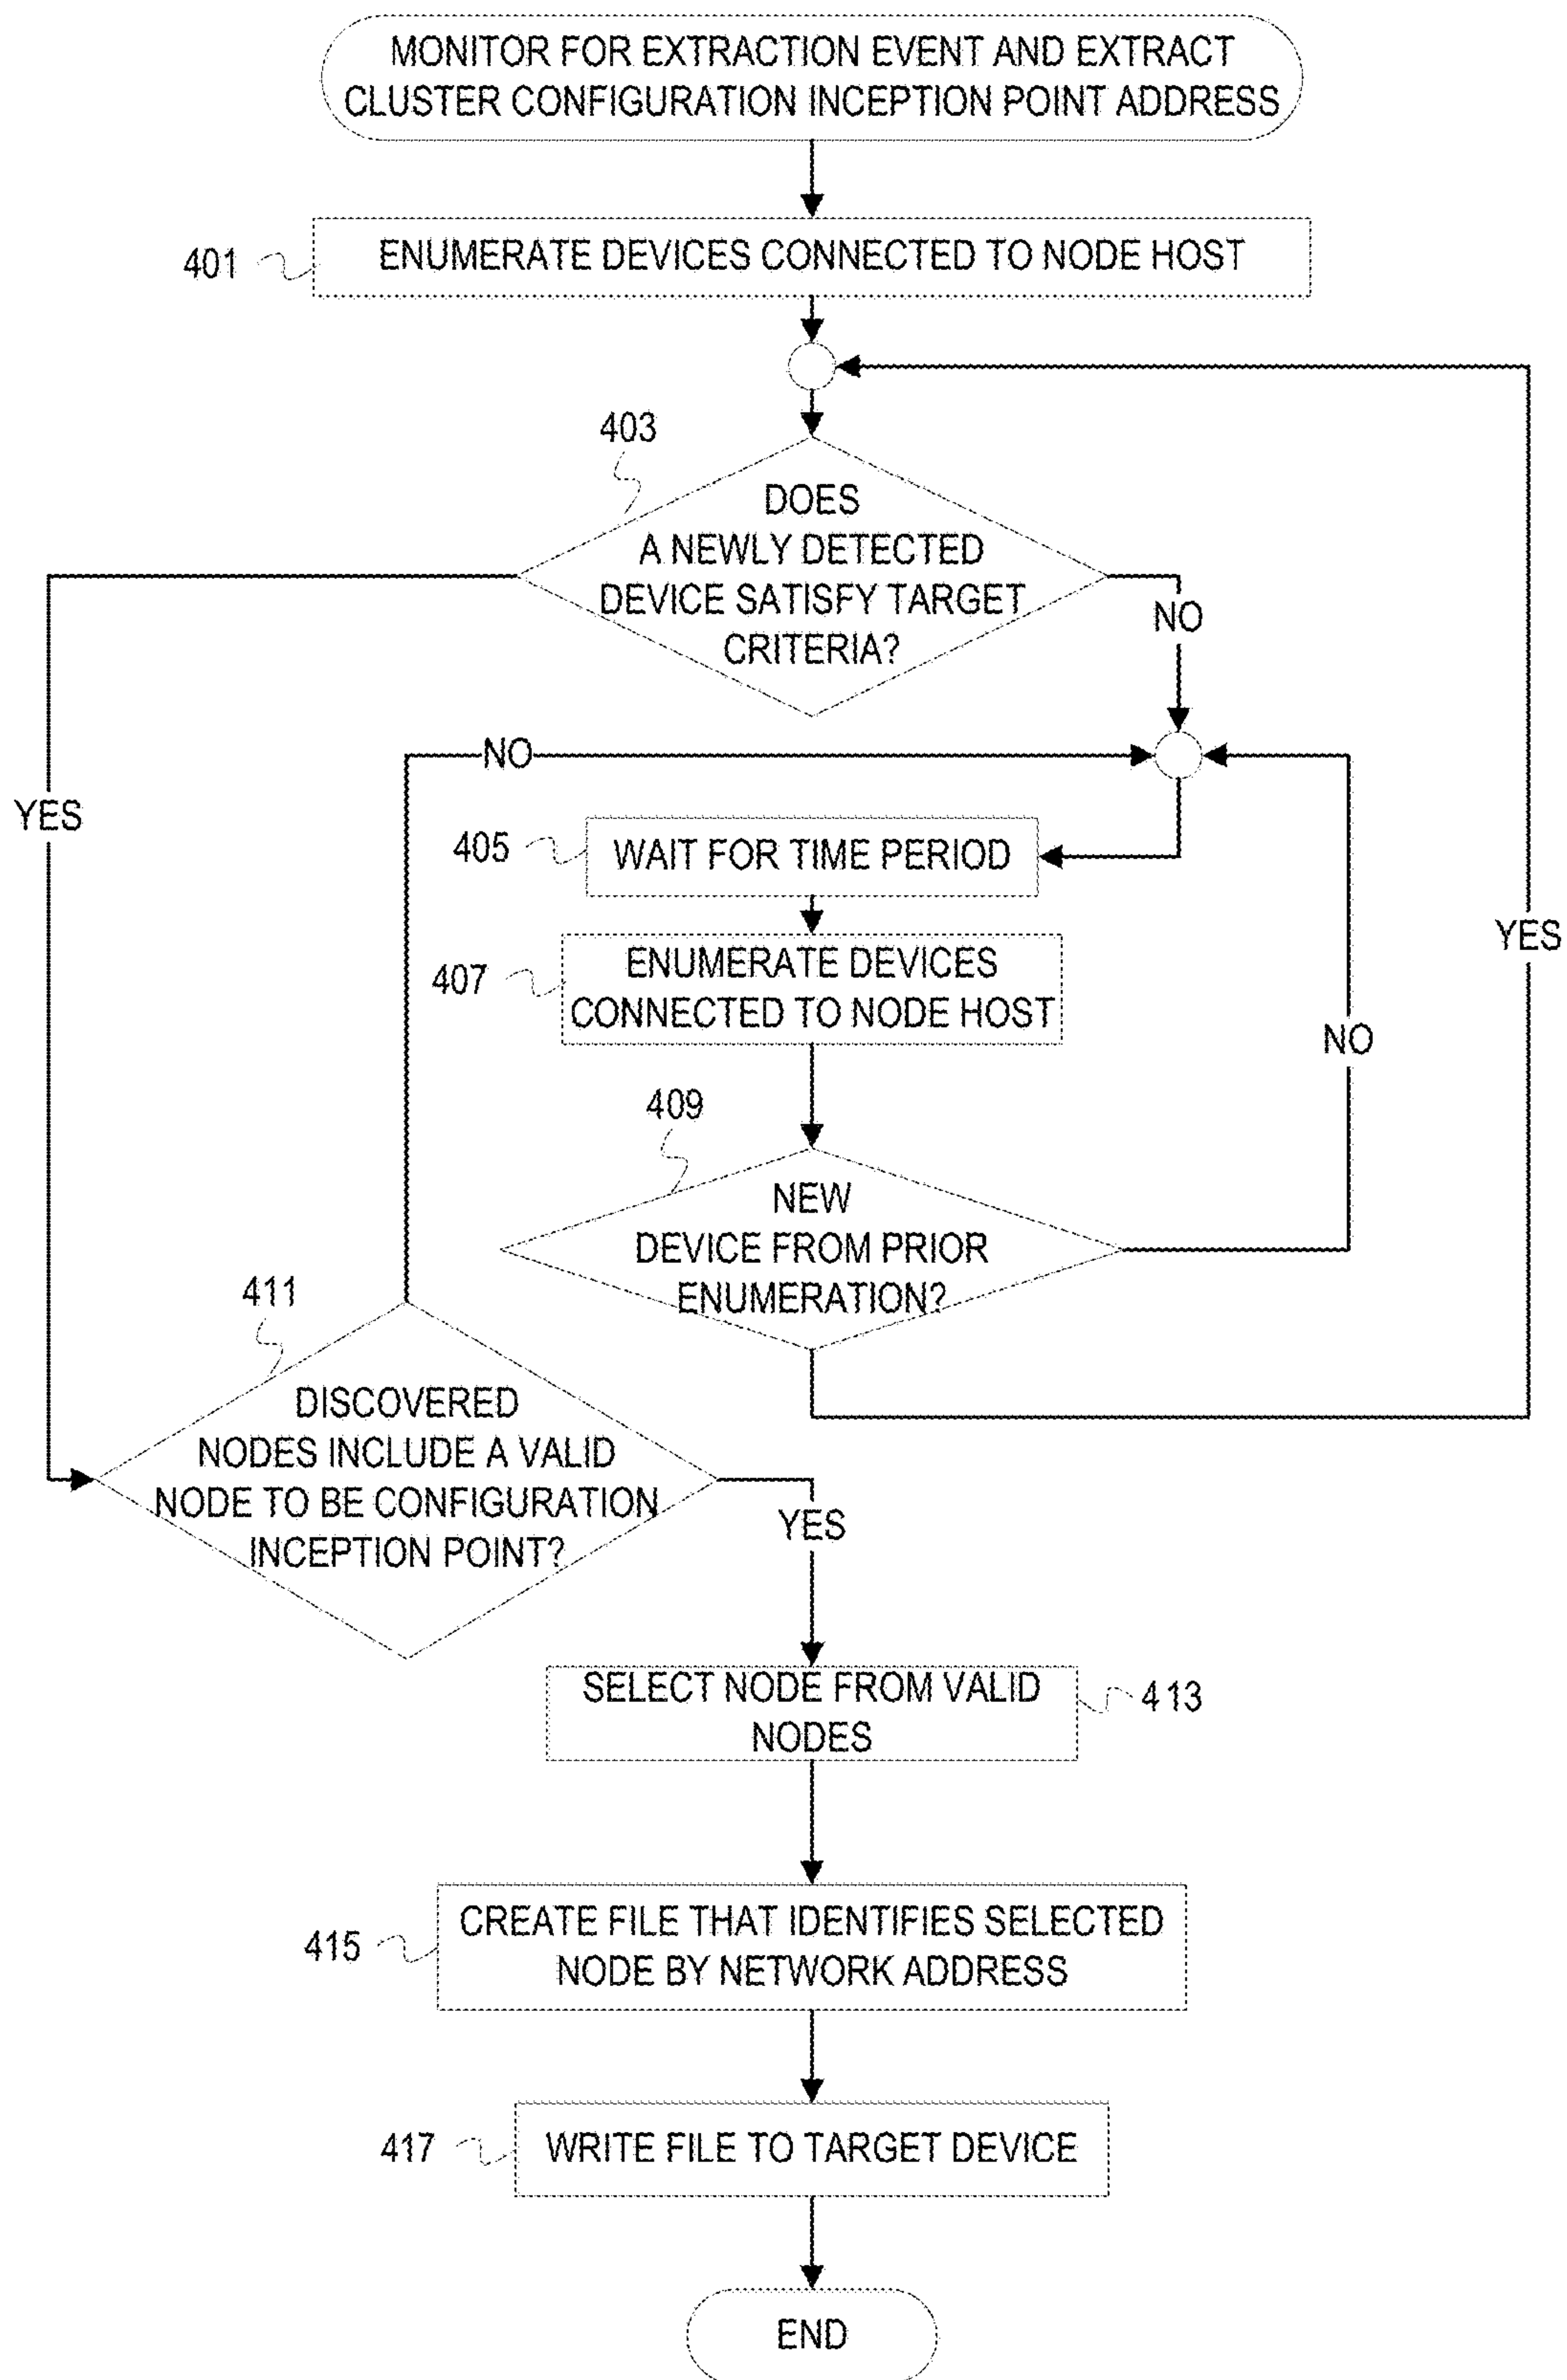 MONITOR FOR EXTRACTION EVENT AND EXTRACT
CLUSTER CONFIGURATION INCEPTION POINT ADDRESS
401
ENUMERATE DEVICES CONNECTED TO NODE HOST
403
DOES
A NEWLY DETECTED
DEVICE SATISFY TARGET
CRITERIA?
NO
NO
YES
405
WAIT FOR TIME PERIOD
YES
407
ENUMERATE DEVICES
CONNECTED TO NODE HOST
NO
409
NEW
DEVICE FROM PRIOR
ENUMERATION?
411
DISCOVERED
NODES INCLUDE A VALID
NODE TO BE CONFIGURATION
INCEPTION POINT?
YES
SELECT NODE FROM VALID
NODES
413
415
CREATE FILE THAT IDENTIFIES SELECTED
NODE BY NETWORK ADDRESS
417
WRITE FILE TO TARGET DEVICE
END